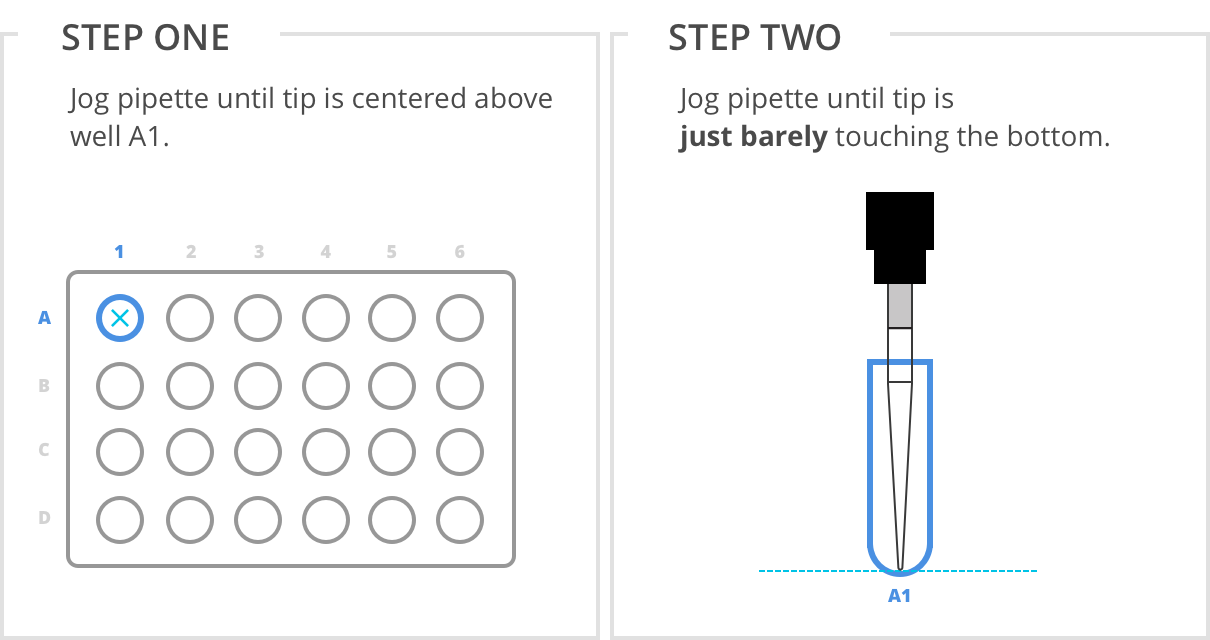 STEP ONE
Jog pipette until tip is centered above
well A1.
1 2 3 4 5 6
A
B
C
D
STEP TWO
Jog pipette until tip is
just barely touching the bottom.
A1